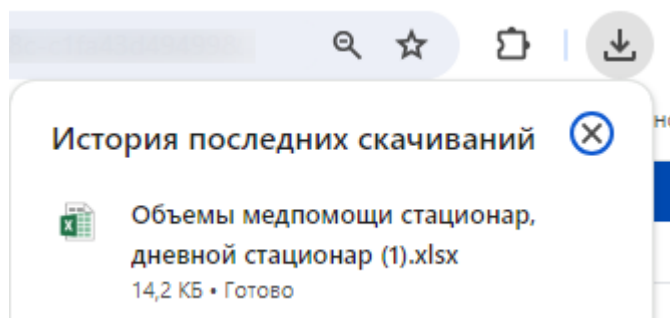 История последних скачиваний
Объемы медпомощи стационар,
дневной стационар (1).xlsx
14,2 КБ • Готово